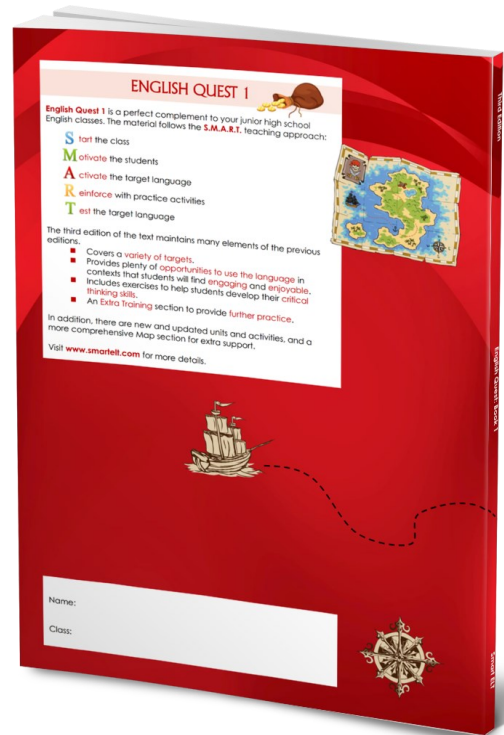 ENGLISH QUEST 1
English Quest 1 is a perfect complement to your junior high school
English classes. The material follows the S.M.A.R.T. teaching approach:
Start the class
Motivate the students
Activate the target language
Reinforce with practice activities
Test the target language
The third edition of the text maintains many elements of the previous
editions.
■ Covers a variety of targets.
■ Provides plenty of opportunities to use the language in
contexts that students will find engaging and enjoyable.
■ Includes exercises to help students develop their critical
thinking skills.
■ An Extra Training section to provide further practice.
In addition, there are new and updated units and activities, and a
more comprehensive Map section for extra support.
Visit www.smartelt.com for more details.
Name:
Class:
Third Edition
English Quest: Book 1
Smart ELT